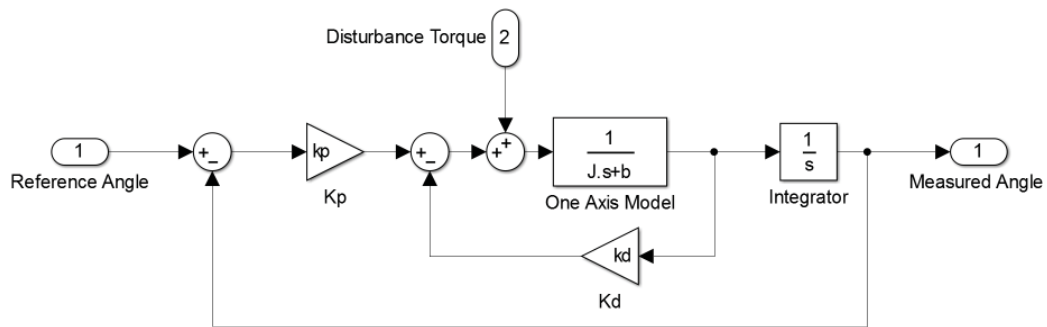 Disturbance Torque
2
1
Reference Angle
+
−
kp
Kp
+
−
+
+
1
J.s+b
One Axis Model
1
s
Integrator
1
Measured Angle
kd
Kd